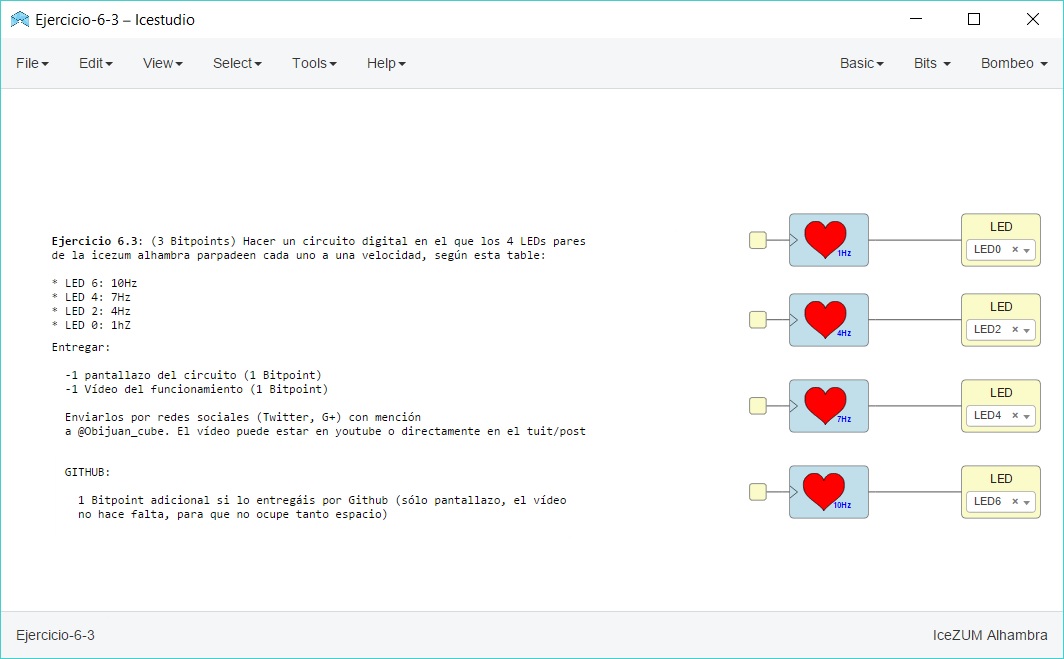 Ejercicio-6-3 – Icestudio
File Edit View Select Tools Help Basic Bits Bombeo
Ejercicio 6.3: (3 Bitpoints) Hacer un circuito digital en el que los 4 LEDs pares
de la icezum alhambra parpadeen cada uno a una velocidad, según esta table:
* LED 6: 10Hz
* LED 4: 7Hz
* LED 2: 4Hz
* LED 0: 1hZ
Entregar:
-1 pantallazo del circuito (1 Bitpoint)
-1 Vídeo del funcionamiento (1 Bitpoint)
Enviarlos por redes sociales (Twitter, G+) con mención
a @Obijuan_cube. El vídeo puede estar en youtube o directamente en el tuit/post
GITHUB:
1 Bitpoint adicional si lo entregáis por Github (sólo pantallazo, el vídeo
no hace falta, para que no ocupe tanto espacio)
1Hz
LED
LED0 ×
4Hz
LED
LED2 ×
7Hz
LED
LED4 ×
10Hz
LED
LED6 ×
Ejercicio-6-3
IceZUM Alhambra